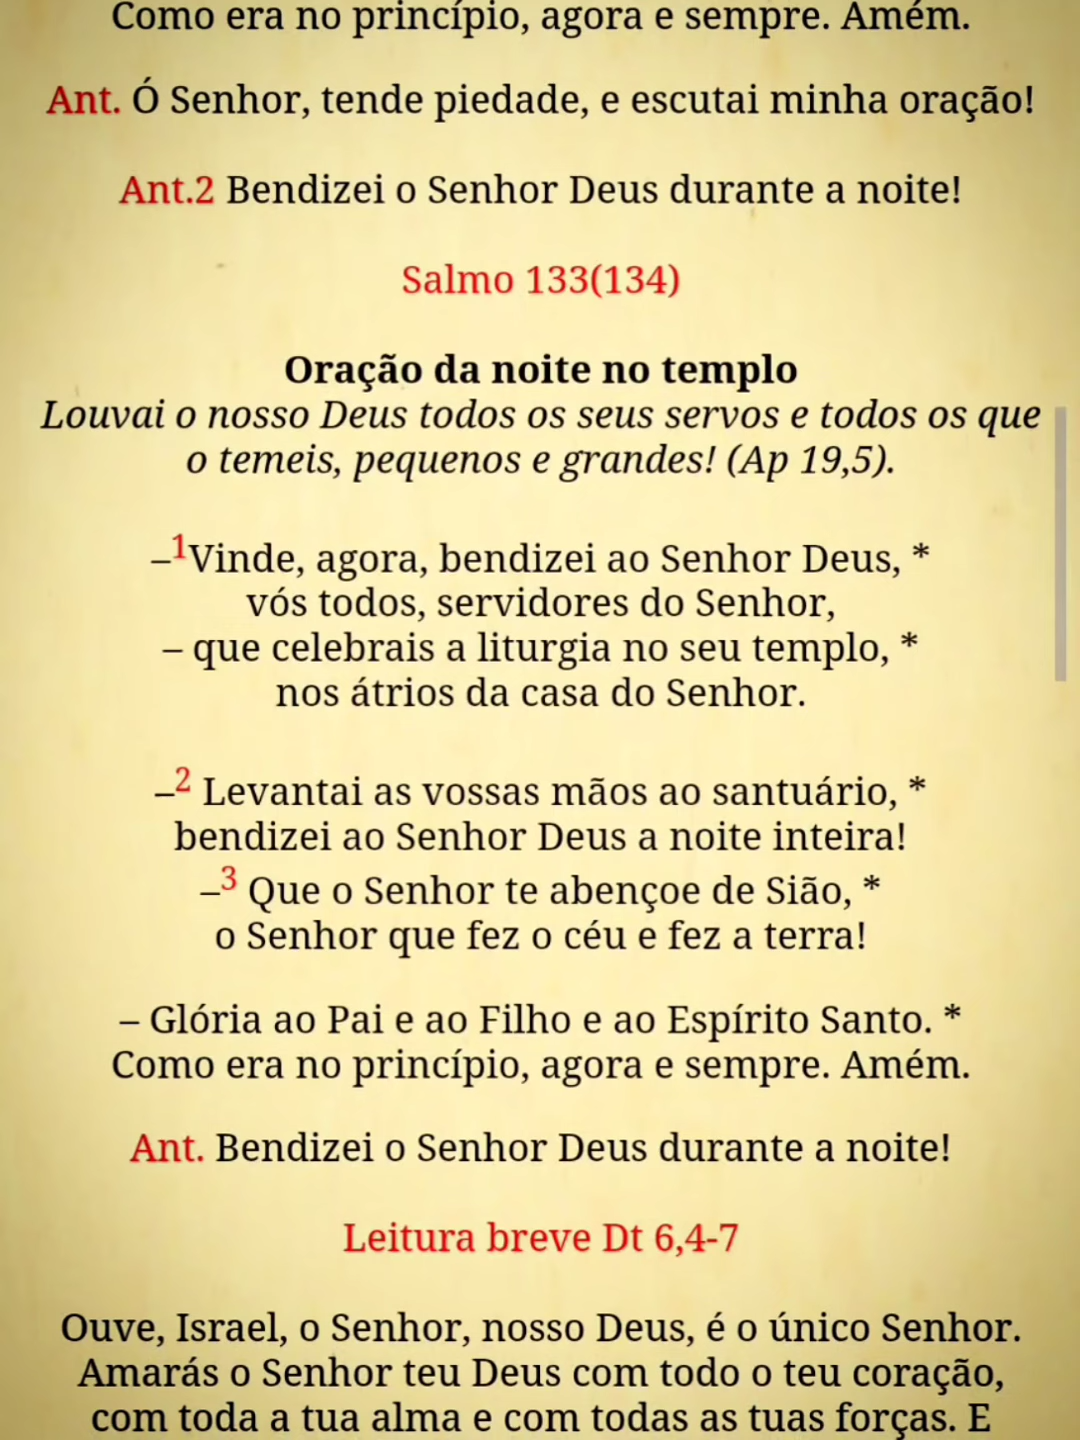 Como era no princípio, agora e sempre. Amém.
Ant. Ó Senhor, tende piedade, e escutai minha oração!
Ant.2 Bendizei o Senhor Deus durante a noite!
Salmo 133(134)
Oração da noite no templo
Louvai o nosso Deus todos os seus servos e todos os que
o temeis, pequenos e grandes! (Ap 19,5).
–1Vinde, agora, bendizei ao Senhor Deus, *
vós todos, servidores do Senhor,
– que celebrais a liturgia no seu templo, *
nos átrios da casa do Senhor.
–2 Levantai as vossas mãos ao santuário, *
bendizei ao Senhor Deus a noite inteira!
–3 Que o Senhor te abençoe de Sião, *
o Senhor que fez o céu e fez a terra!
– Glória ao Pai e ao Filho e ao Espírito Santo. *
Como era no princípio, agora e sempre. Amém.
Ant. Bendizei o Senhor Deus durante a noite!
Leitura breve Dt 6,4-7
Ouve, Israel, o Senhor, nosso Deus, é o único Senhor.
Amarás o Senhor teu Deus com todo o teu coração,
com toda a tua alma e com todas as tuas forças. E